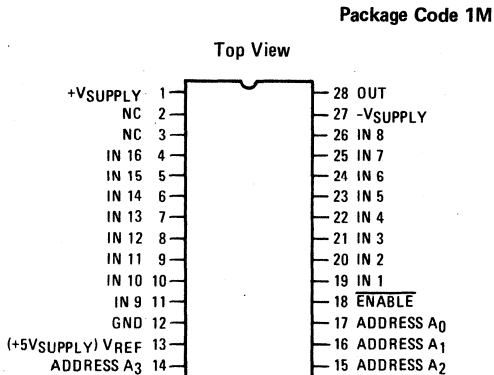 Package Code 1M
Top View
+VSUPPLY 1 28 OUT
NC 2 27 -VSUPPLY
NC 3 26 IN 8
IN 16 4 25 IN 7
IN 15 5 24 IN 6
IN 14 6 23 IN 5
IN 13 7 22 IN 4
IN 12 8 21 IN 3
IN 11 9 20 IN 2
IN 10 10 19 IN 1
IN 9 11 18 ENABLE
GND 12 17 ADDRESS A0
(+5VSUPPLY) VREF 13 16 ADDRESS A1
ADDRESS A3 14 15 ADDRESS A2